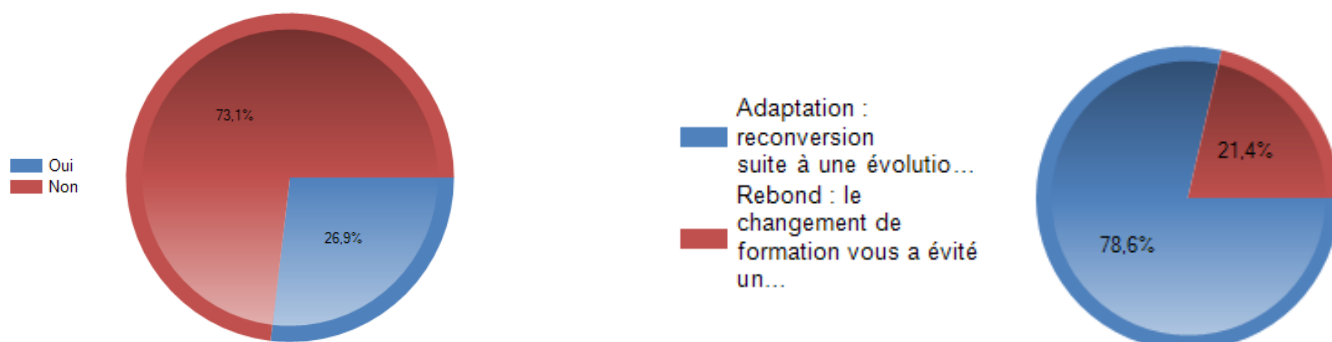 73,1%
Oui
Non
26,9%
Adaptation :
reconversion
suite à une évolutio...
Rebond : le
changement de
formation vous a évité
un...
21,4%
78,6%